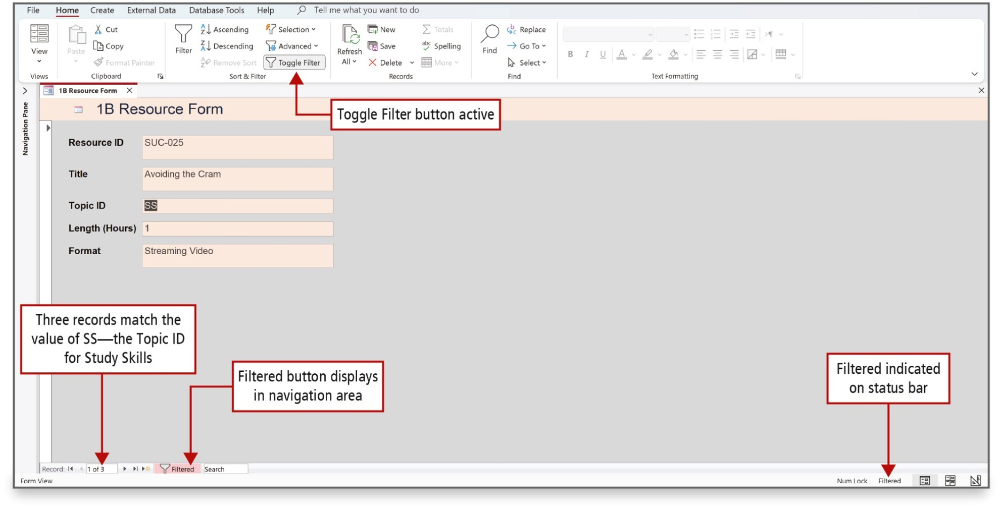 File Home Create External Data Database Tools Help Tell me what you want to do
View
Views
Paste
Cut
Copy
Format Painter
Clipboard
Filter
Ascending
Descending
Remove Sort
Selection
Advanced
Toggle Filter
Sort & Filter
Refresh
All
New
Save
Delete
Totals
Spelling
More
Records
Find
Replace
Go To
Select
Find
B I U A
Text Formatting
Navigation Pane
1B Resource Form
1B Resource Form
Toggle Filter button active
Resource ID SUC-025
Title Avoiding the Cram
Topic ID SS
Length (Hours) 1
Format Streaming Video
Three records match the
value of SS—the Topic ID
for Study Skills
Filtered button displays
in navigation area
Filtered indicated
on status bar
Record: 1 of 3 Filtered Search
Form View Num Lock Filtered